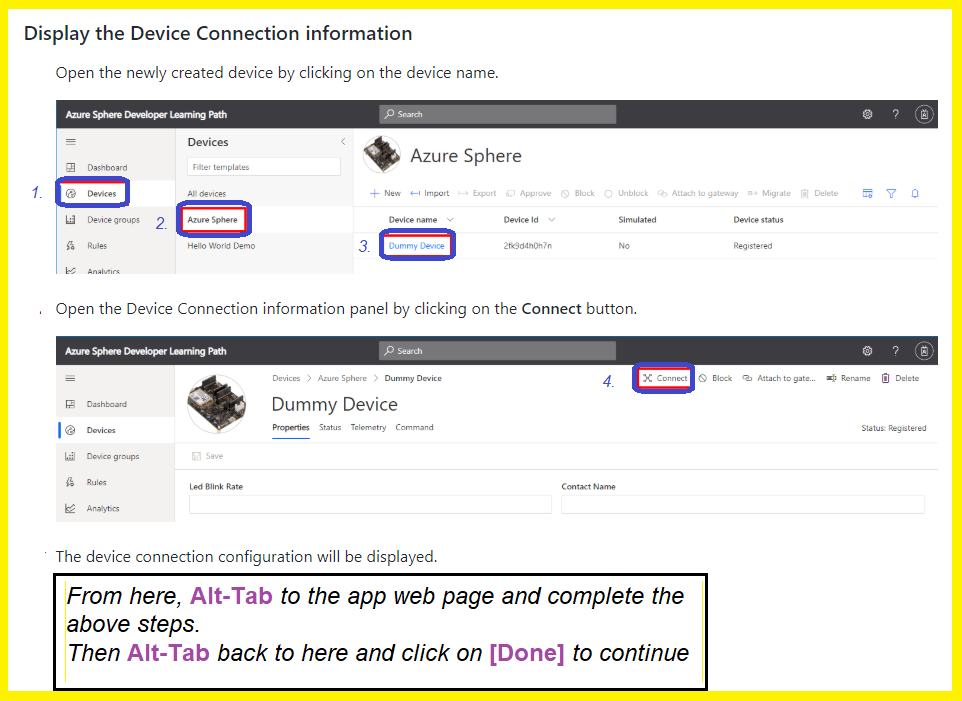 Display the Device Connection information
Open the newly created device by clicking on the device name.
Azure Sphere Developer Learning Path
Search
?
Dashboard
1. Devices
Device groups
Rules
Analytics
Devices
Filter templates
All devices
2. Azure Sphere
Hello World Demo
Azure Sphere
New Import Export Approve Block Unblock Attach to gateway Migrate Delete
Device name Device Id Simulated Device status
3. Dummy Device 2fk9d4h0h7n No Registered
Open the Device Connection information panel by clicking on the Connect button.
Azure Sphere Developer Learning Path
Search
?
Dashboard
Devices
Device groups
Rules
Analytics
Devices > Azure Sphere > Dummy Device
4. Connect Block Attach to gate... Rename Delete
Dummy Device
Properties Status Telemetry Command
Status: Registered
Save
Led Blink Rate Contact Name
The device connection configuration will be displayed.
From here, Alt-Tab to the app web page and complete the
above steps.
Then Alt-Tab back to here and click on [Done] to continue